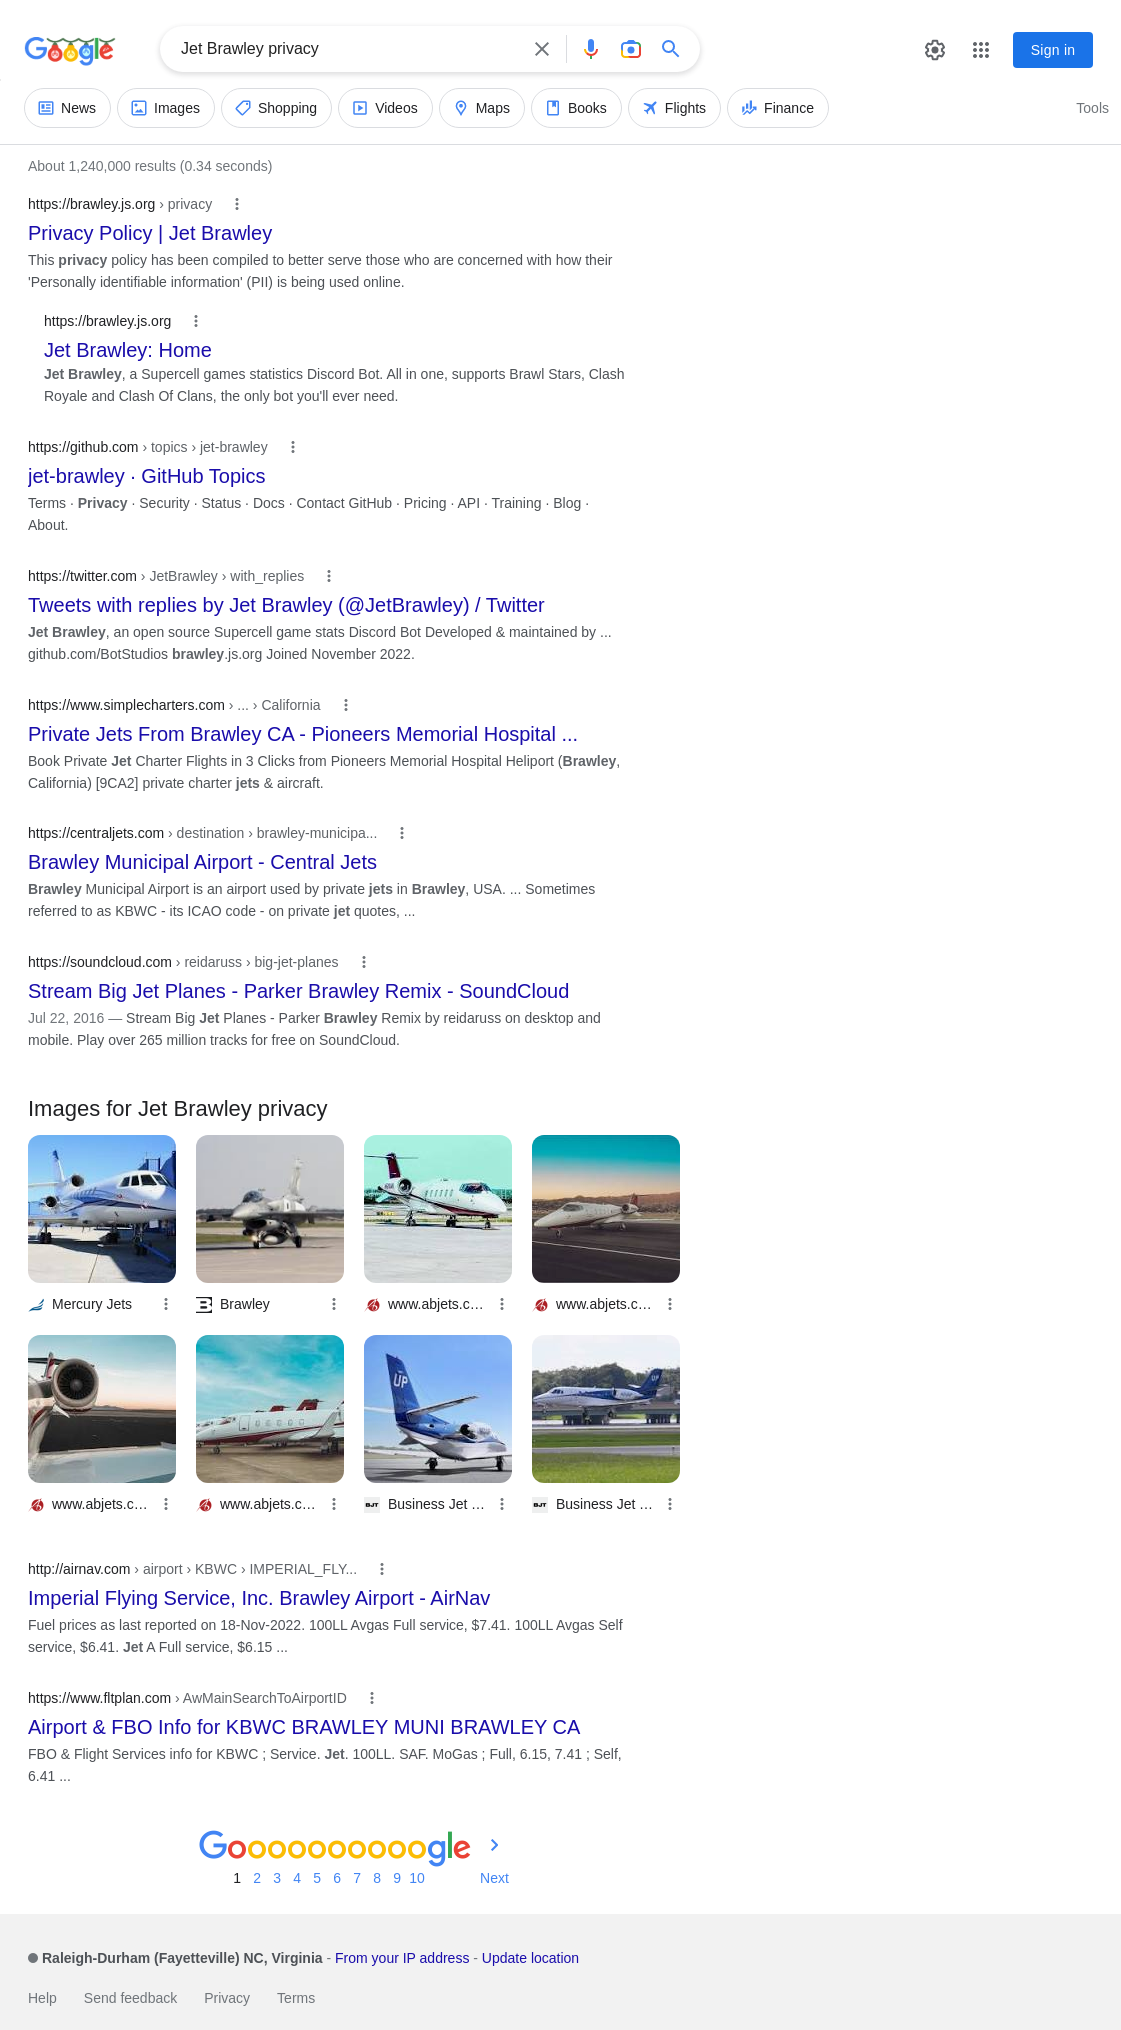 Google
Jet Brawley privacy
Sign in
News
Images
Shopping
Videos
Maps
Books
Flights
Finance
Tools
About 1,240,000 results (0.34 seconds)
https://brawley.js.org › privacy
Privacy Policy | Jet Brawley
This privacy policy has been compiled to better serve those who are concerned with how their
'Personally identifiable information' (PII) is being used online.
https://brawley.js.org
Jet Brawley: Home
Jet Brawley, a Supercell games statistics Discord Bot. All in one, supports Brawl Stars, Clash
Royale and Clash Of Clans, the only bot you'll ever need.
https://github.com › topics › jet-brawley
jet-brawley · GitHub Topics
Terms · Privacy · Security · Status · Docs · Contact GitHub · Pricing · API · Training · Blog ·
About.
https://twitter.com › JetBrawley › with_replies
Tweets with replies by Jet Brawley (@JetBrawley) / Twitter
Jet Brawley, an open source Supercell game stats Discord Bot Developed & maintained by ...
github.com/BotStudios brawley.js.org Joined November 2022.
https://www.simplecharters.com › ... › California
Private Jets From Brawley CA - Pioneers Memorial Hospital ...
Book Private Jet Charter Flights in 3 Clicks from Pioneers Memorial Hospital Heliport (Brawley,
California) [9CA2] private charter jets & aircraft.
https://centraljets.com › destination › brawley-municipa...
Brawley Municipal Airport - Central Jets
Brawley Municipal Airport is an airport used by private jets in Brawley, USA. ... Sometimes
referred to as KBWC - its ICAO code - on private jet quotes, ...
https://soundcloud.com › reidaruss › big-jet-planes
Stream Big Jet Planes - Parker Brawley Remix - SoundCloud
Jul 22, 2016 — Stream Big Jet Planes - Parker Brawley Remix by reidaruss on desktop and
mobile. Play over 265 million tracks for free on SoundCloud.
Images for Jet Brawley privacy
Mercury Jets
Brawley
www.abjets.c...
www.abjets.c...
UP
UP
www.abjets.c...
www.abjets.c...
BJT
Business Jet ...
BJT
Business Jet ...
http://airnav.com › airport › KBWC › IMPERIAL_FLY...
Imperial Flying Service, Inc. Brawley Airport - AirNav
Fuel prices as last reported on 18-Nov-2022. 100LL Avgas Full service, $7.41. 100LL Avgas Self
service, $6.41. Jet A Full service, $6.15 ...
https://www.fltplan.com › AwMainSearchToAirportID
Airport & FBO Info for KBWC BRAWLEY MUNI BRAWLEY CA
FBO & Flight Services info for KBWC ; Service. Jet. 100LL. SAF. MoGas ; Full, 6.15, 7.41 ; Self,
6.41 ...
Goooooooooogle
1 2 3 4 5 6 7 8 9 10 Next
Raleigh-Durham (Fayetteville) NC, Virginia - From your IP address - Update location
Help Send feedback Privacy Terms